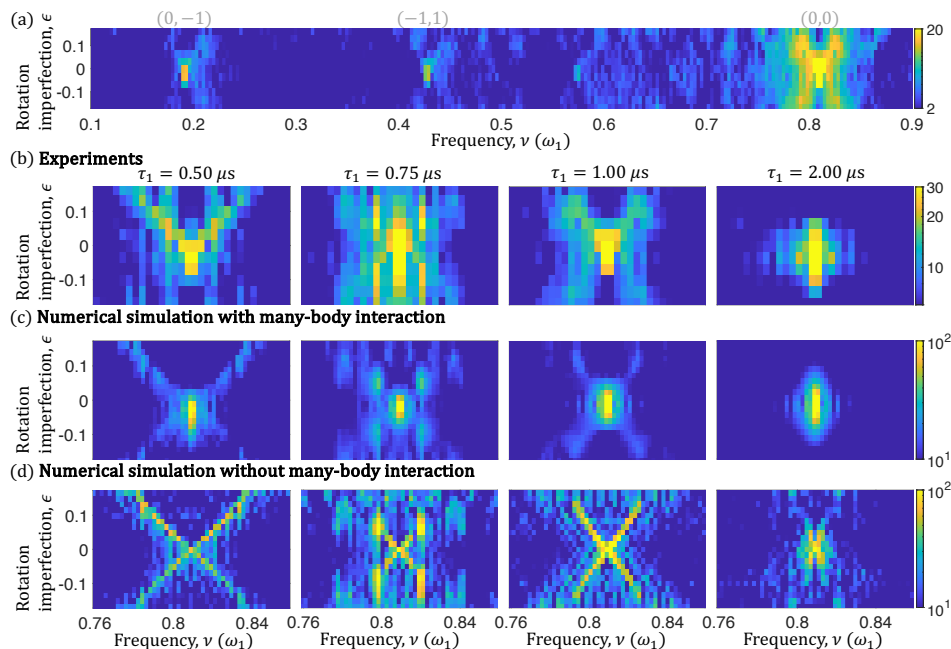 (a) (0, −1) (−1,1) (0,0)
Rotation imperfection, ϵ
0.1 0 -0.1
20 2
0.1 0.2 0.3 0.4 0.5 0.6 0.7 0.8 0.9
Frequency, ν (ω₁)
(b) Experiments
τ₁ = 0.50 μs τ₁ = 0.75 μs τ₁ = 1.00 μs τ₁ = 2.00 μs
Rotation imperfection, ϵ
0.1 0 -0.1
30 20 10
(c) Numerical simulation with many-body interaction
Rotation imperfection, ϵ
0.1 0 -0.1
10² 10¹
(d) Numerical simulation without many-body interaction
Rotation imperfection, ϵ
0.1 0 -0.1
10² 10¹
0.76 0.8 0.84 0.76 0.8 0.84 0.76 0.8 0.84 0.76 0.8 0.84
Frequency, ν (ω₁) Frequency, ν (ω₁) Frequency, ν (ω₁) Frequency, ν (ω₁)